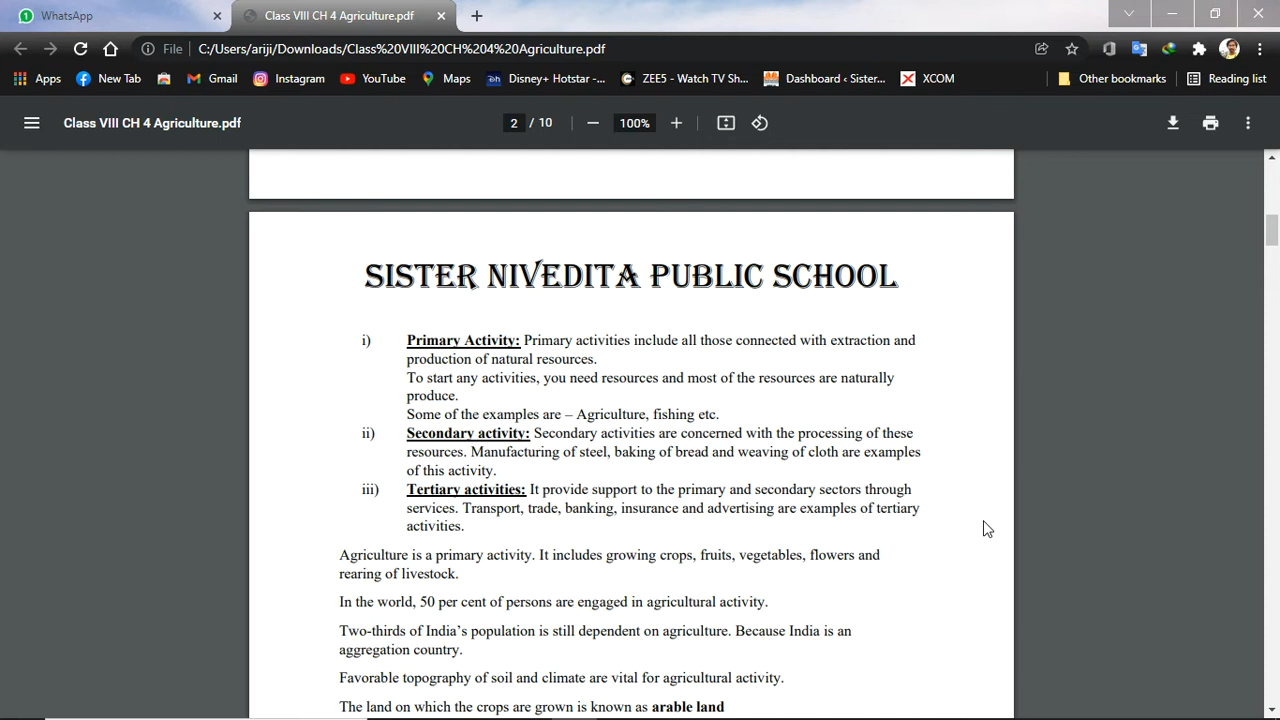 WhatsApp
Class VIII CH 4 Agriculture.pdf
File C:/Users/ariji/Downloads/Class%20VIII%20CH%204%20Agriculture.pdf
Apps New Tab Gmail Instagram YouTube Maps Disney+ Hotstar -... ZEE5 - Watch TV Sh... Dashboard ‹ Sister... XCOM Other bookmarks Reading list
Class VIII CH 4 Agriculture.pdf 2 / 10 100%
SISTER NIVEDITA PUBLIC SCHOOL
i) Primary Activity: Primary activities include all those connected with extraction and
production of natural resources.
To start any activities, you need resources and most of the resources are naturally
produce.
Some of the examples are – Agriculture, fishing etc.
ii) Secondary activity: Secondary activities are concerned with the processing of these
resources. Manufacturing of steel, baking of bread and weaving of cloth are examples
of this activity.
iii) Tertiary activities: It provide support to the primary and secondary sectors through
services. Transport, trade, banking, insurance and advertising are examples of tertiary
activities.
Agriculture is a primary activity. It includes growing crops, fruits, vegetables, flowers and
rearing of livestock.
In the world, 50 per cent of persons are engaged in agricultural activity.
Two-thirds of India's population is still dependent on agriculture. Because India is an
aggregation country.
Favorable topography of soil and climate are vital for agricultural activity.
The land on which the crops are grown is known as arable land